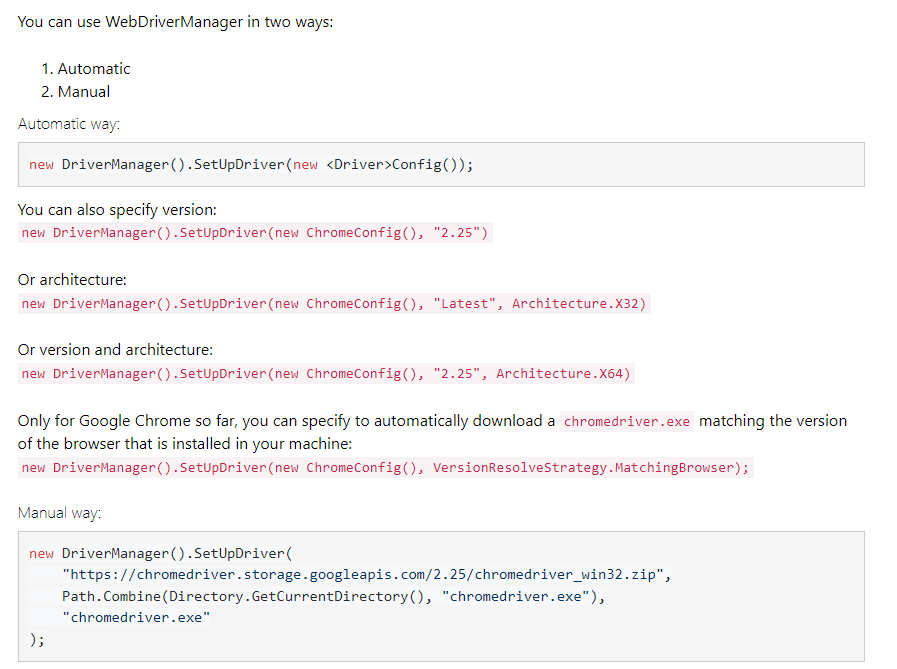 You can use WebDriverManager in two ways:
1. Automatic
2. Manual
Automatic way:
new DriverManager().SetUpDriver(new <Driver>Config());
You can also specify version:
new DriverManager().SetUpDriver(new ChromeConfig(), "2.25")
Or architecture:
new DriverManager().SetUpDriver(new ChromeConfig(), "Latest", Architecture.X32)
Or version and architecture:
new DriverManager().SetUpDriver(new ChromeConfig(), "2.25", Architecture.X64)
Only for Google Chrome so far, you can specify to automatically download a chromedriver.exe matching the version
of the browser that is installed in your machine:
new DriverManager().SetUpDriver(new ChromeConfig(), VersionResolveStrategy.MatchingBrowser);
Manual way:
new DriverManager().SetUpDriver(
    "https://chromedriver.storage.googleapis.com/2.25/chromedriver_win32.zip",
    Path.Combine(Directory.GetCurrentDirectory(), "chromedriver.exe"),
    "chromedriver.exe"
);